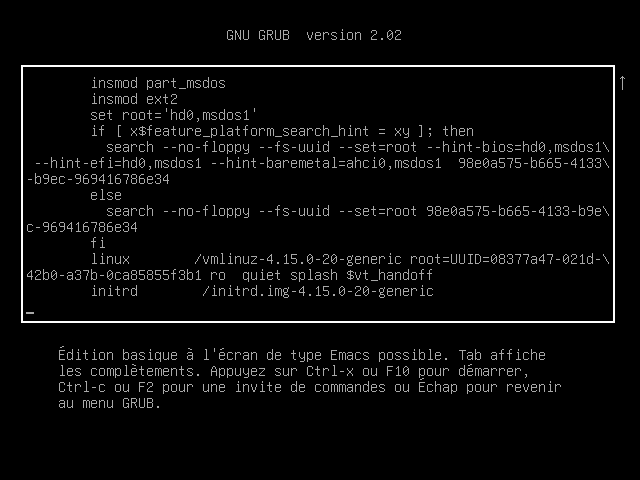 GNU GRUB  version 2.02
↑
insmod part_msdos
insmod ext2
set root='hd0,msdos1'
if [ x$feature_platform_search_hint = xy ]; then
search --no-floppy --fs-uuid --set=root --hint-bios=hd0,msdos1\
--hint-efi=hd0,msdos1 --hint-baremetal=ahci0,msdos1  98e0a575-b665-4133\
-b9ec-969416786e34
else
search --no-floppy --fs-uuid --set=root 98e0a575-b665-4133-b9e\
c-969416786e34
fi
linux        /vmlinuz-4.15.0-20-generic root=UUID=08377a47-021d-\
42b0-a37b-0ca85855f3b1 ro  quiet splash $vt_handoff
initrd        /initrd.img-4.15.0-20-generic
Édition basique à l'écran de type Emacs possible. Tab affiche
les complètements. Appuyez sur Ctrl-x ou F10 pour démarrer,
Ctrl-c ou F2 pour une invite de commandes ou Échap pour revenir
au menu GRUB.